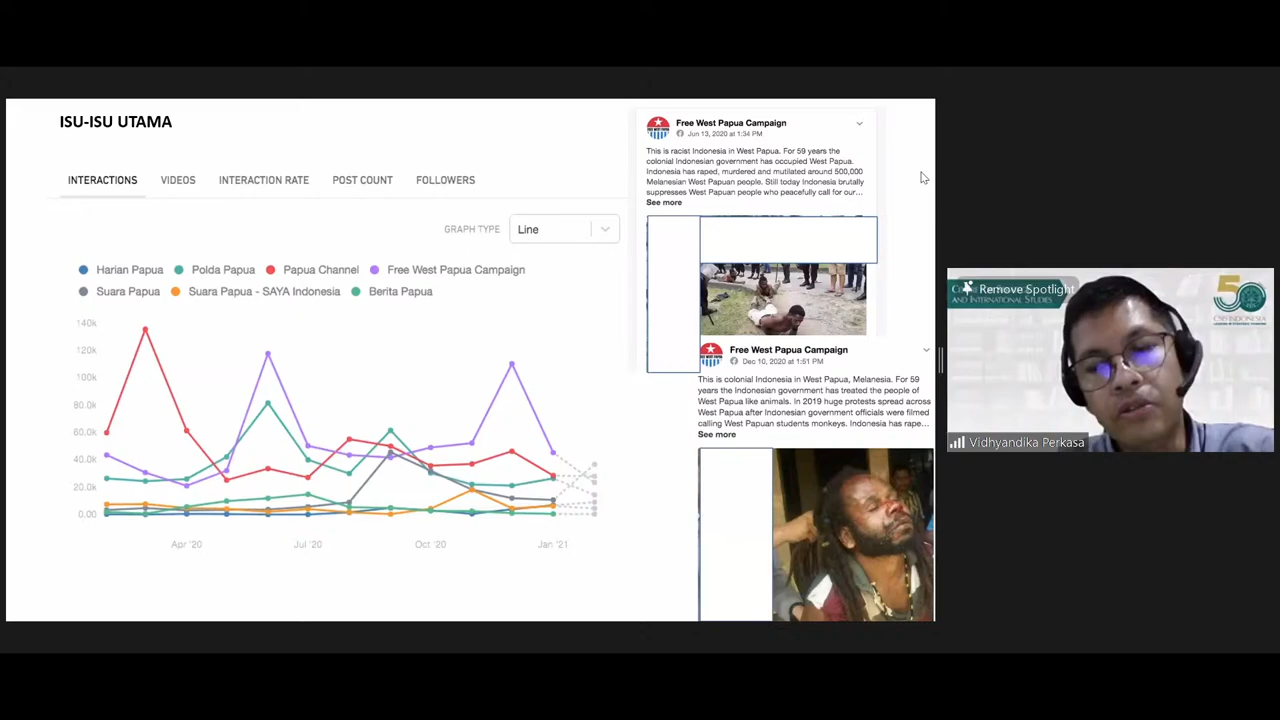 ISU-ISU UTAMA
INTERACTIONS VIDEOS INTERACTION RATE POST COUNT FOLLOWERS
GRAPH TYPE Line
Harian Papua Polda Papua Papua Channel Free West Papua Campaign
Suara Papua Suara Papua - SAYA Indonesia Berita Papua
140k
120k
100k
80.0k
60.0k
40.0k
20.0k
0,00
Apr '20 Jul '20 Oct '20 Jan '21
Free West Papua Campaign
Jun 13, 2020 at 1:34 PM
This is racist Indonesia in West Papua. For 59 years the
colonial Indonesian government has occupied West Papua.
Indonesia has raped, murdered and mutilated around 500,000
Melanesian West Papuan people. Still today Indonesia brutally
suppresses West Papuan people who peacefully call for our...
See more
Free West Papua Campaign
Dec 10, 2020 at 1:51 PM
This is colonial Indonesia in West Papua, Melanesia. For 59
years the Indonesian government has treated the people of
West Papua like animals. In 2019 huge protests spread across
West Papua after Indonesian government officials were filmed
calling West Papuan students monkeys. Indonesia has rape...
See more
Remove Spotlight
AND INTERNATIONAL STUDIES
50
CSIS INDONESIA
Vidhyandika Perkasa